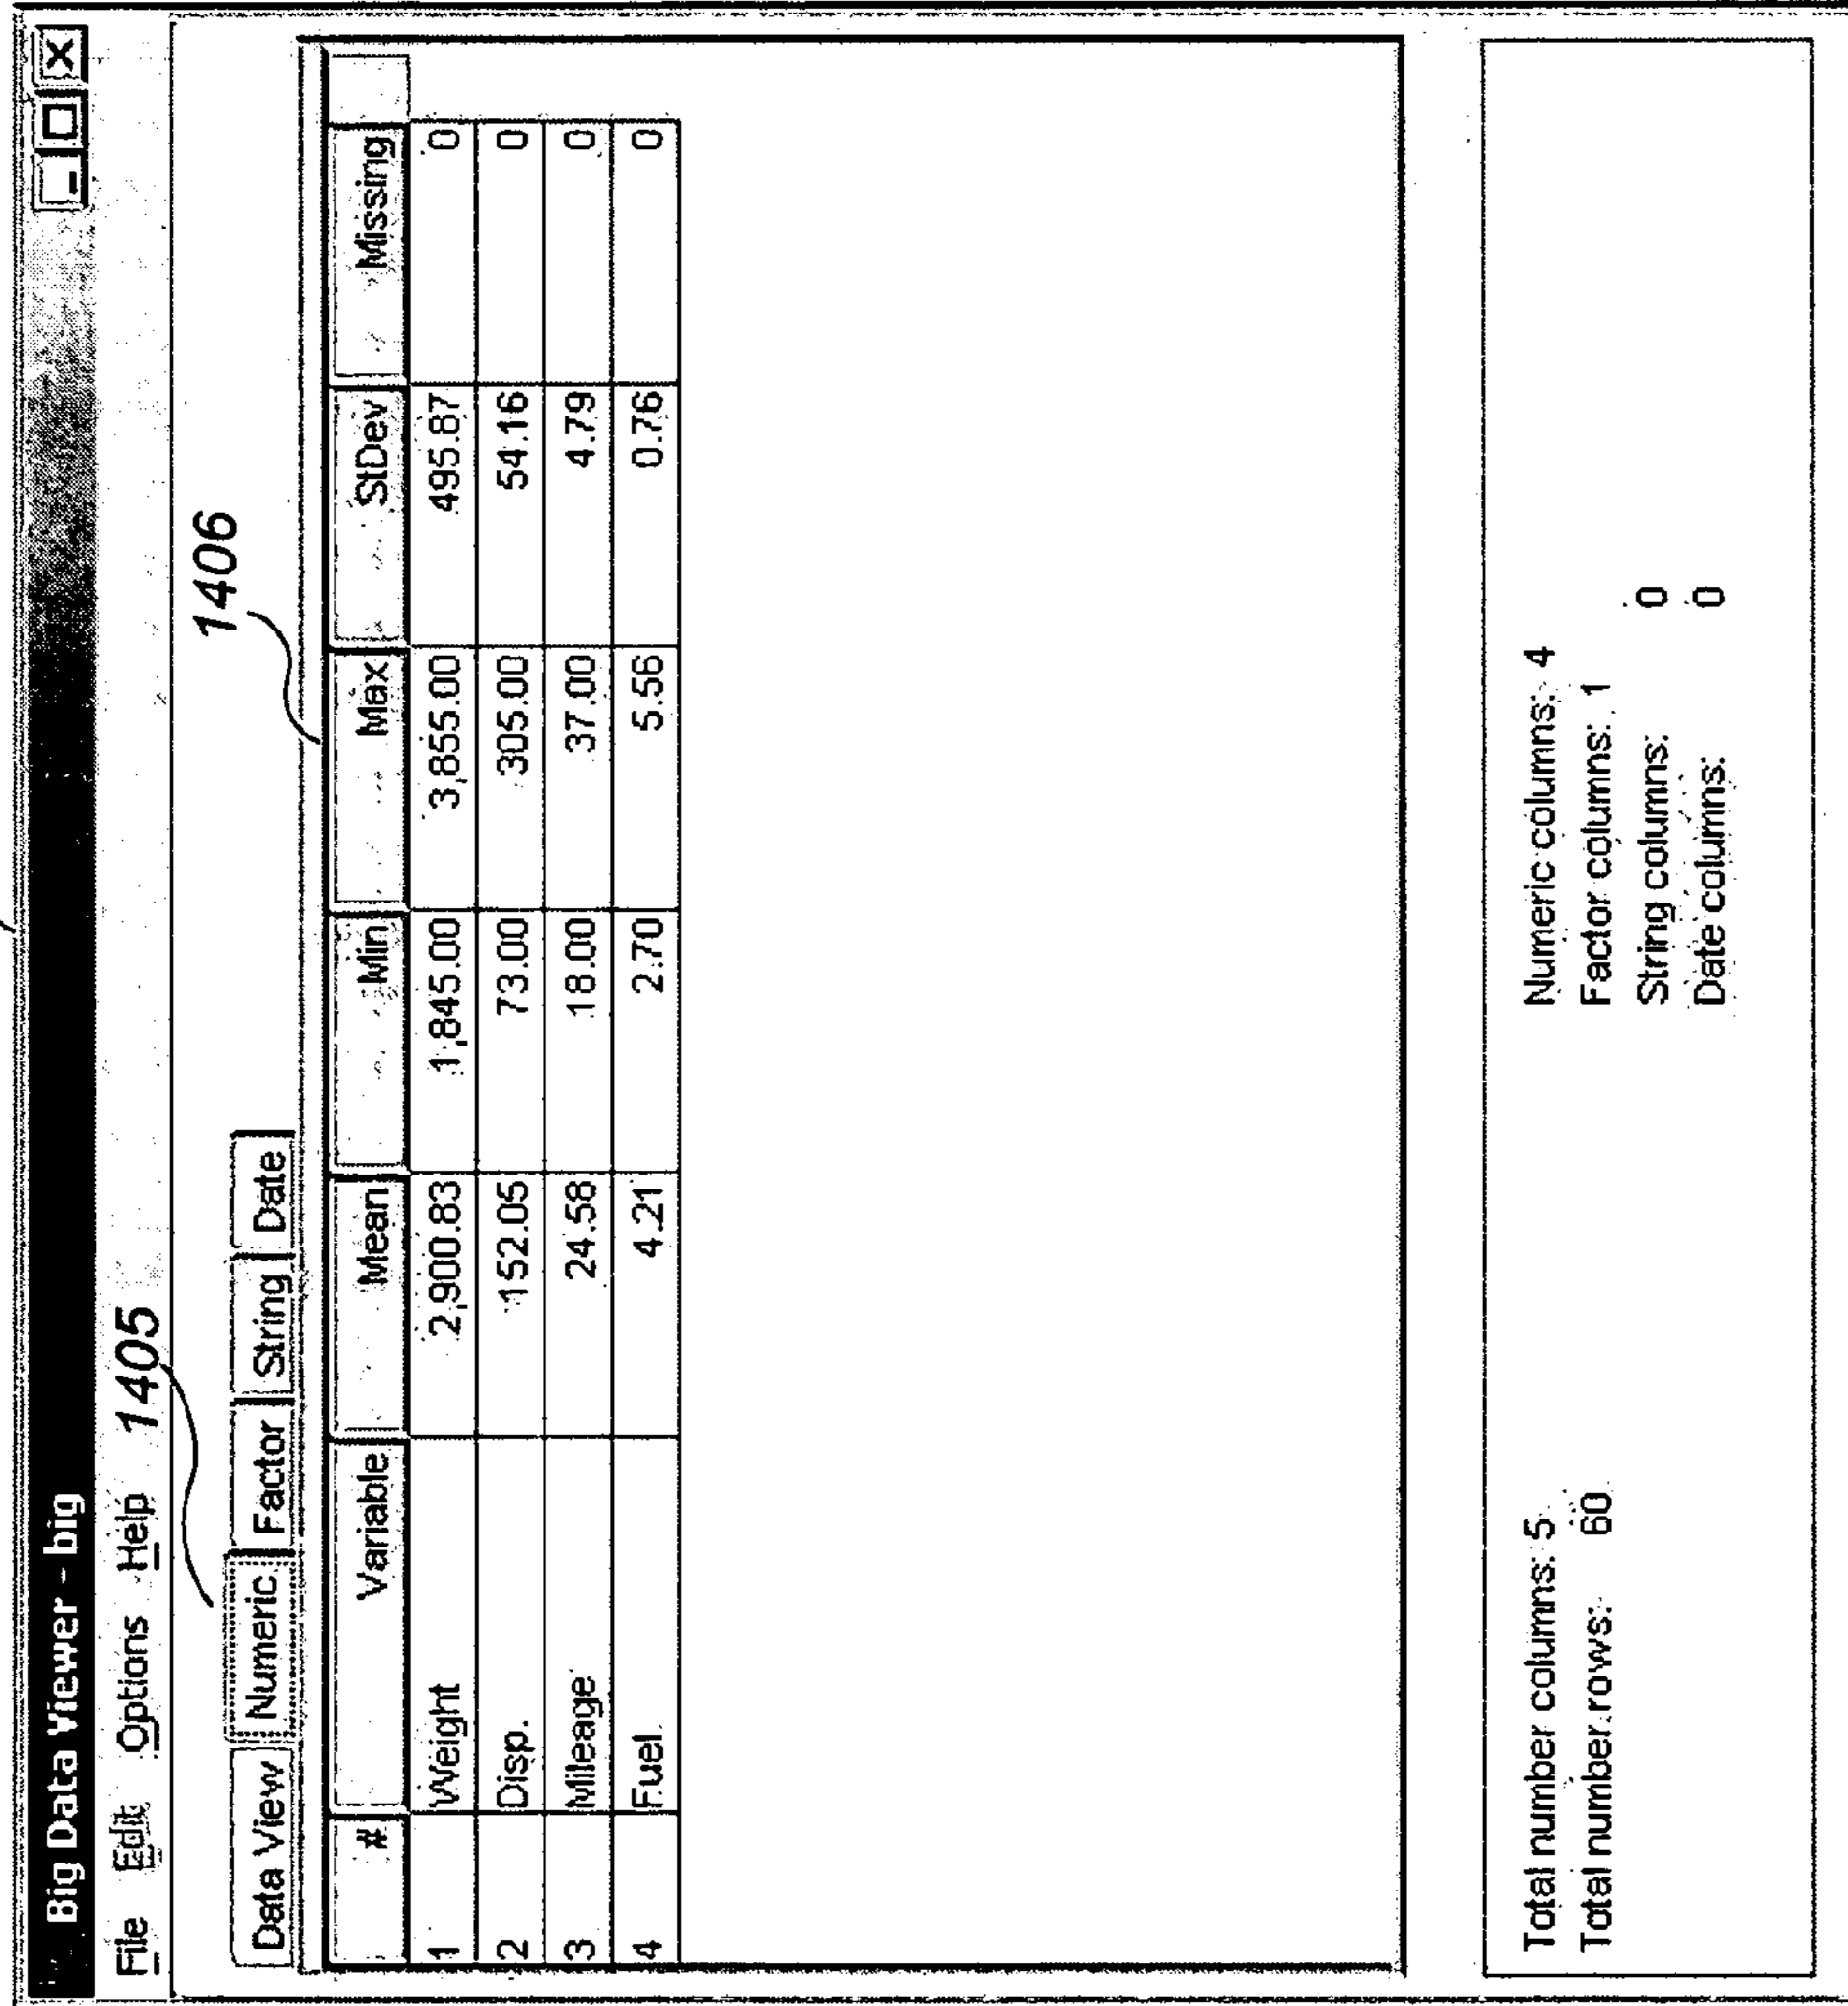 Big Data Viewer - big
File Edit Options Help 1405
1406
Data View Numeric Factor String Date
# Variable Mean Min Max StDev Missing
1 Weight 2,900.83 1,845.00 3,855.00 495.87 0
2 Disp. 152.05 73.00 305.00 54.16 0
3 Mileage 24.58 18.00 37.00 4.79 0
4 Fuel 4.21 2.70 5.56 0.76 0
Total number columns: 5 Numeric columns: 4
Total number rows: 60 Factor columns: 1
String columns: 0
Date columns: 0